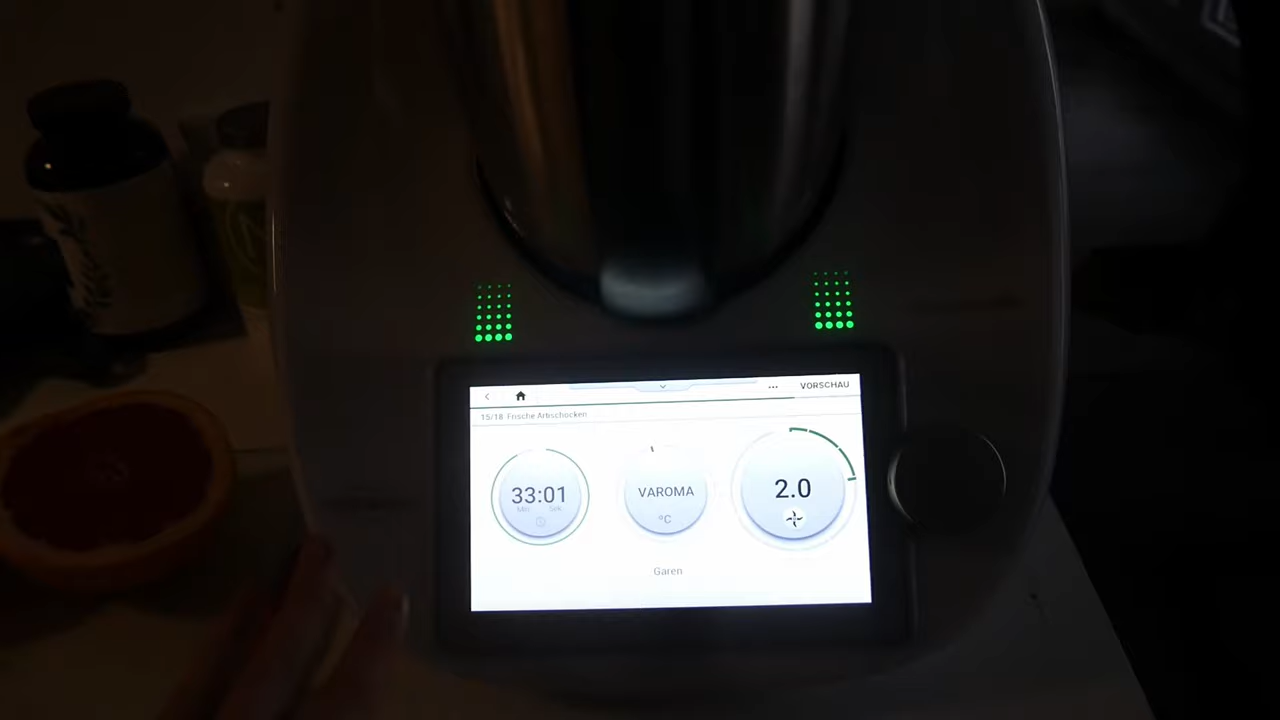 VORSCHAU
15/18 Frische Artischocken
33:01
Min Sek.
VAROMA
°C
2.0
Garen